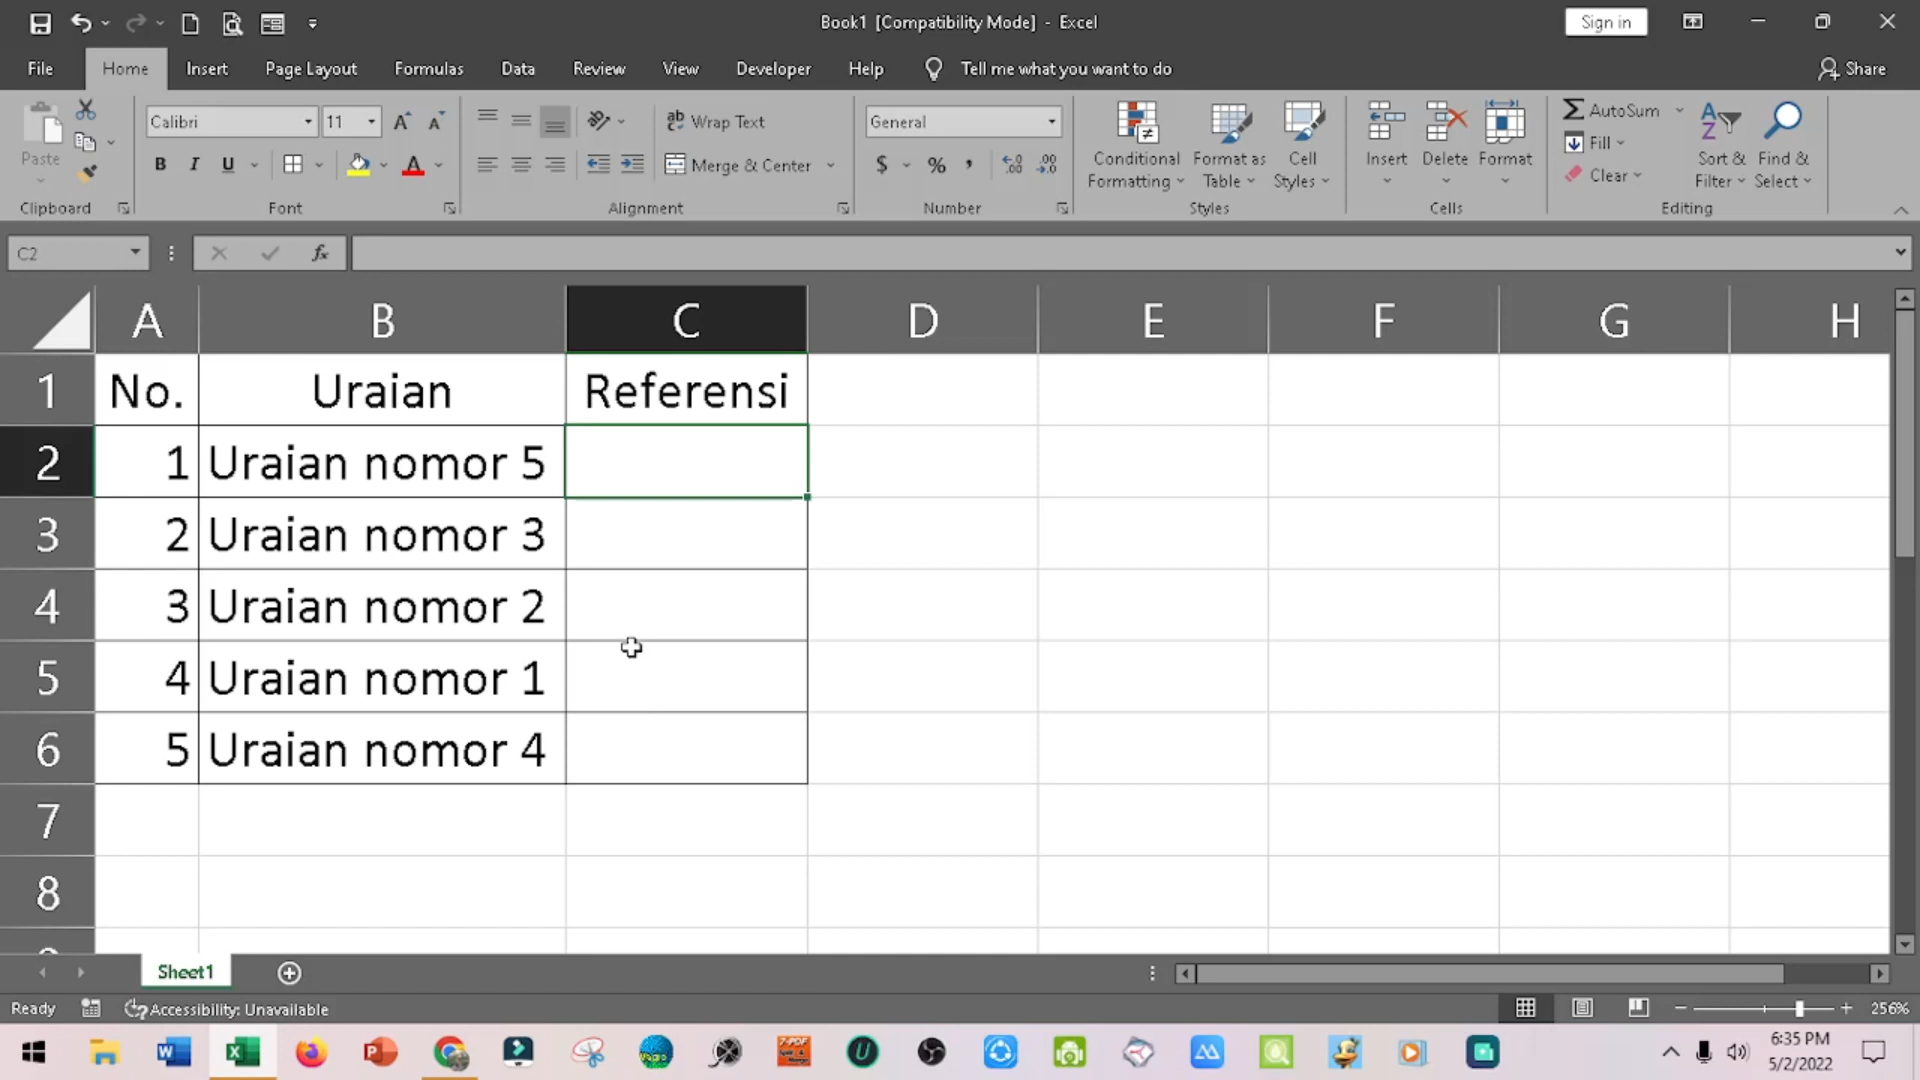 Book1 [Compatibility Mode] - Excel
Sign in
File Home Insert Page Layout Formulas Data Review View Developer Help Tell me what you want to do Share
Paste
Clipboard
Calibri 11
B I U
Font
Wrap Text
Merge & Center
Alignment
General
$ % ,
Number
Conditional Formatting
Format as Table
Cell Styles
Styles
Insert Delete Format
Cells
AutoSum
Fill
Clear
Sort & Filter
Find & Select
Editing
C2 fx
A B C D E F G H
1 No. Uraian Referensi
2 1 Uraian nomor 5
3 2 Uraian nomor 3
4 3 Uraian nomor 2
5 4 Uraian nomor 1
6 5 Uraian nomor 4
7
8
Sheet1
Ready Accessibility: Unavailable 256%
6:35 PM
5/2/2022